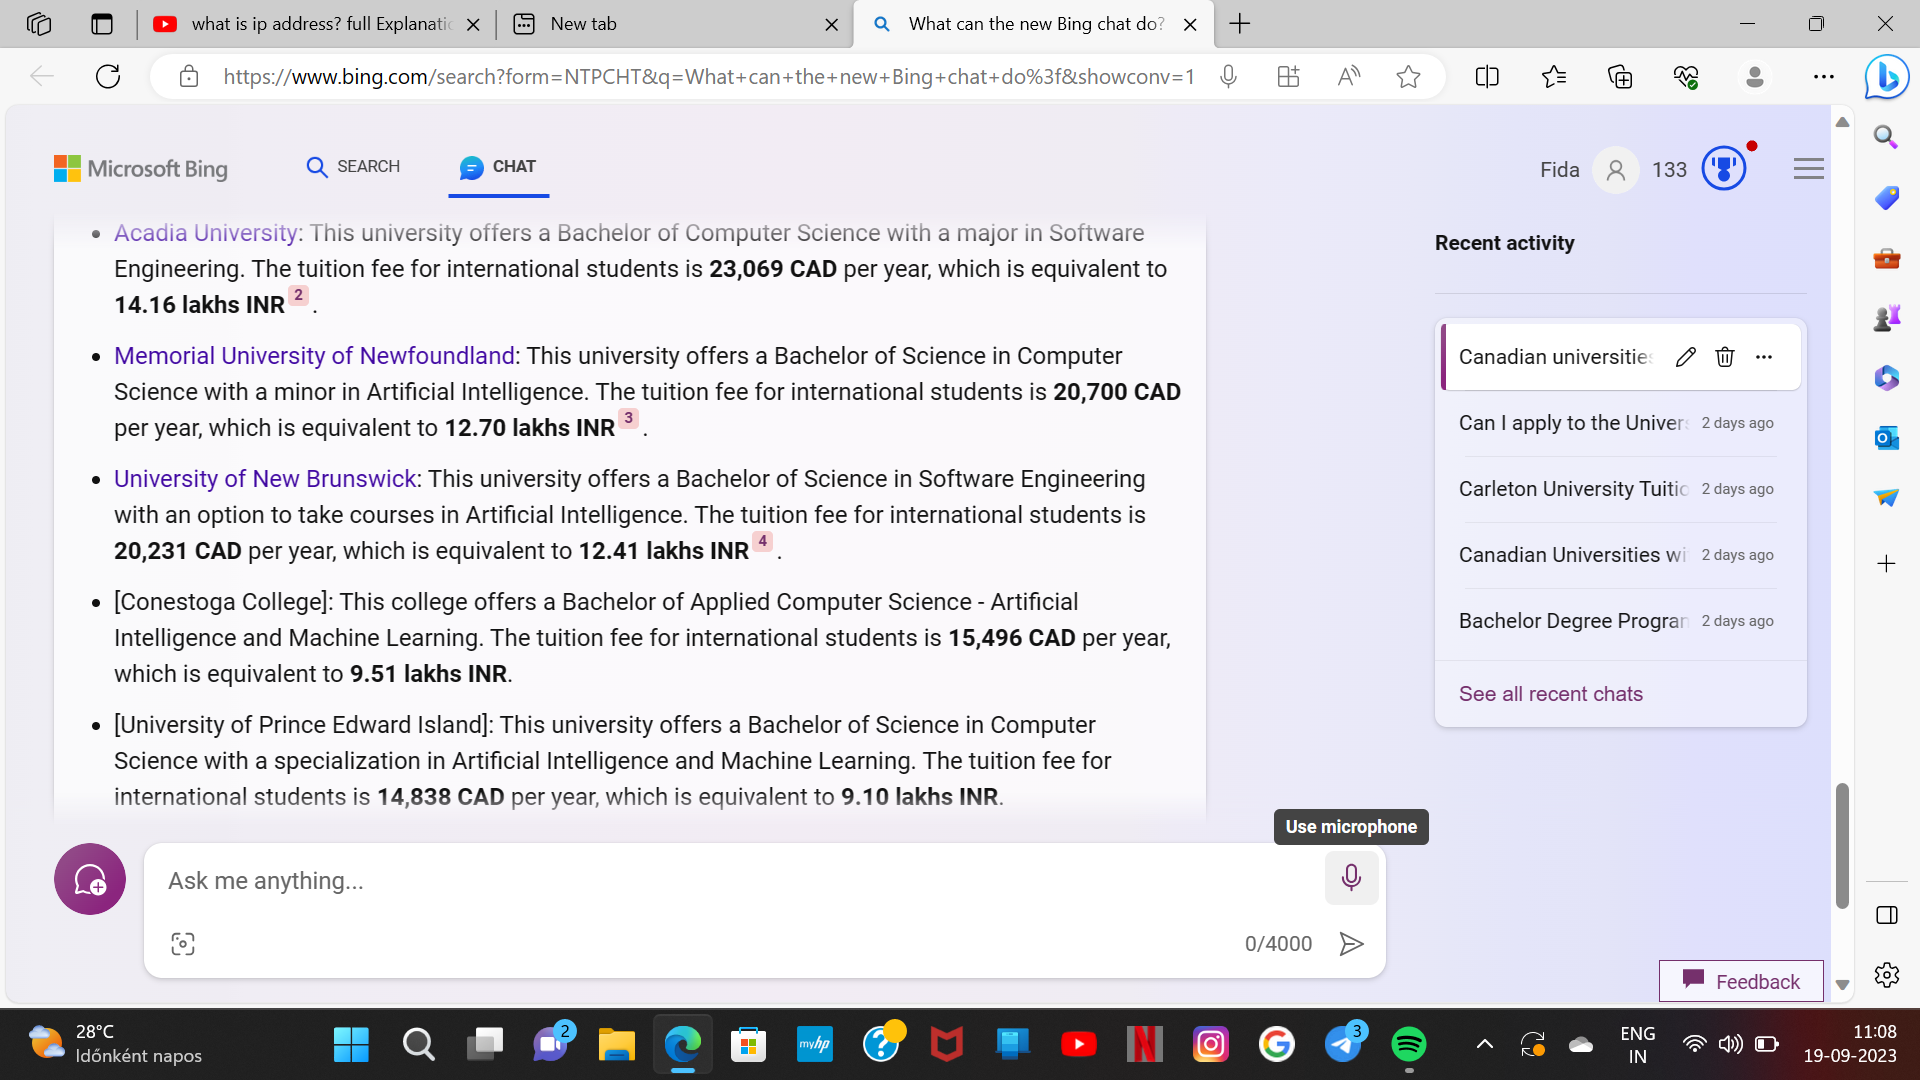 what is ip address? full Explanatic
New tab
What can the new Bing chat do?
https://www.bing.com/search?form=NTPCHT&q=What+can+the+new+Bing+chat+do%3f&showconv=1
Microsoft Bing
SEARCH
CHAT
Fida
133
Acadia University: This university offers a Bachelor of Computer Science with a major in Software
Engineering. The tuition fee for international students is 23,069 CAD per year, which is equivalent to
14.16 lakhs INR 2 .
Memorial University of Newfoundland: This university offers a Bachelor of Science in Computer
Science with a minor in Artificial Intelligence. The tuition fee for international students is 20,700 CAD
per year, which is equivalent to 12.70 lakhs INR 3 .
University of New Brunswick: This university offers a Bachelor of Science in Software Engineering
with an option to take courses in Artificial Intelligence. The tuition fee for international students is
20,231 CAD per year, which is equivalent to 12.41 lakhs INR 4 .
[Conestoga College]: This college offers a Bachelor of Applied Computer Science - Artificial
Intelligence and Machine Learning. The tuition fee for international students is 15,496 CAD per year,
which is equivalent to 9.51 lakhs INR.
[University of Prince Edward Island]: This university offers a Bachelor of Science in Computer
Science with a specialization in Artificial Intelligence and Machine Learning. The tuition fee for
international students is 14,838 CAD per year, which is equivalent to 9.10 lakhs INR.
Recent activity
Canadian universities
Can I apply to the Univers 2 days ago
Carleton University Tuitio 2 days ago
Canadian Universities wi 2 days ago
Bachelor Degree Program 2 days ago
See all recent chats
Use microphone
Ask me anything...
0/4000
Feedback
28°C
Időnként napos
2
myhp
3
ENG
IN
11:08
19-09-2023